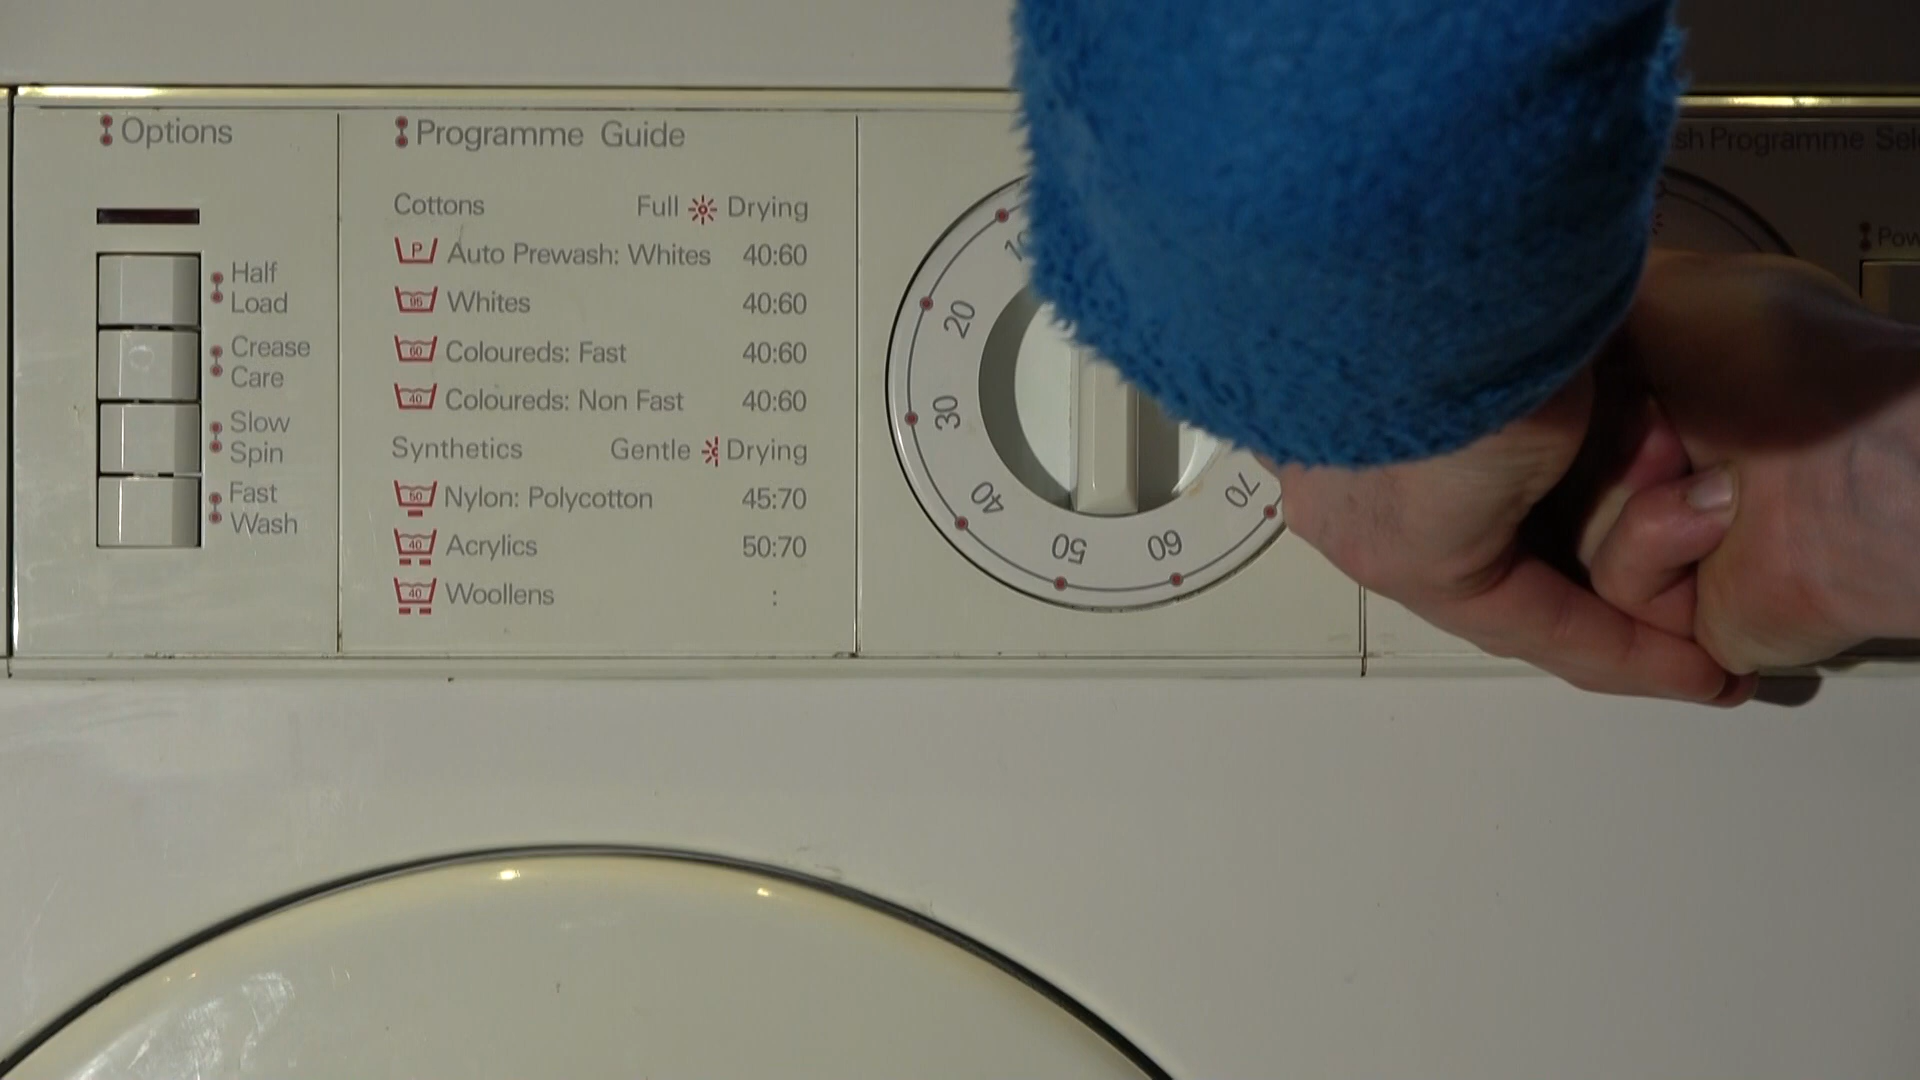 Options
Half
Load
Crease
Care
Slow
Spin
Fast
Wash
Programme Guide
Cottons Full Drying
P Auto Prewash: Whites 40:60
95 Whites 40:60
60 Coloureds: Fast 40:60
40 Coloureds: Non Fast 40:60
Synthetics Gentle Drying
50 Nylon: Polycotton 45:70
40 Acrylics 50:70
40 Woollens :
10
20
30
40
50
60
70
Programme